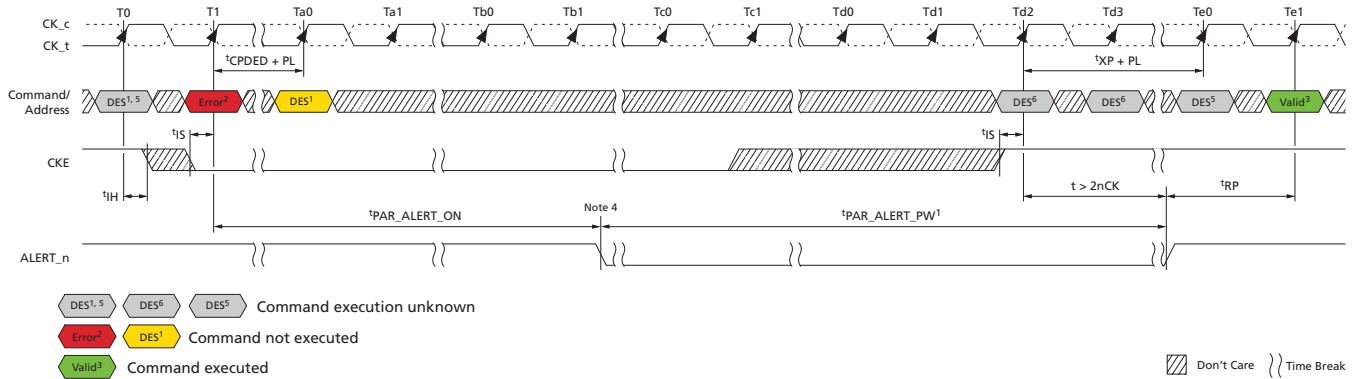 T0 T1 Ta0 Ta1 Tb0 Tb1 Tc0 Tc1 Td0 Td1 Td2 Td3 Te0 Te1
CK_c
CK_t
tCPDED + PL
tXP + PL
Command/
Address
DES1, 5 Error2 DES1 DES6 DES6 DES5 Valid3
tIS tIS
CKE
tIH
t > 2nCK tRP
tPAR_ALERT_ON Note 4 tPAR_ALERT_PW1
ALERT_n
DES1, 5 DES6 DES5 Command execution unknown
Error2 DES1 Command not executed
Valid3 Command executed
Don't Care Time Break